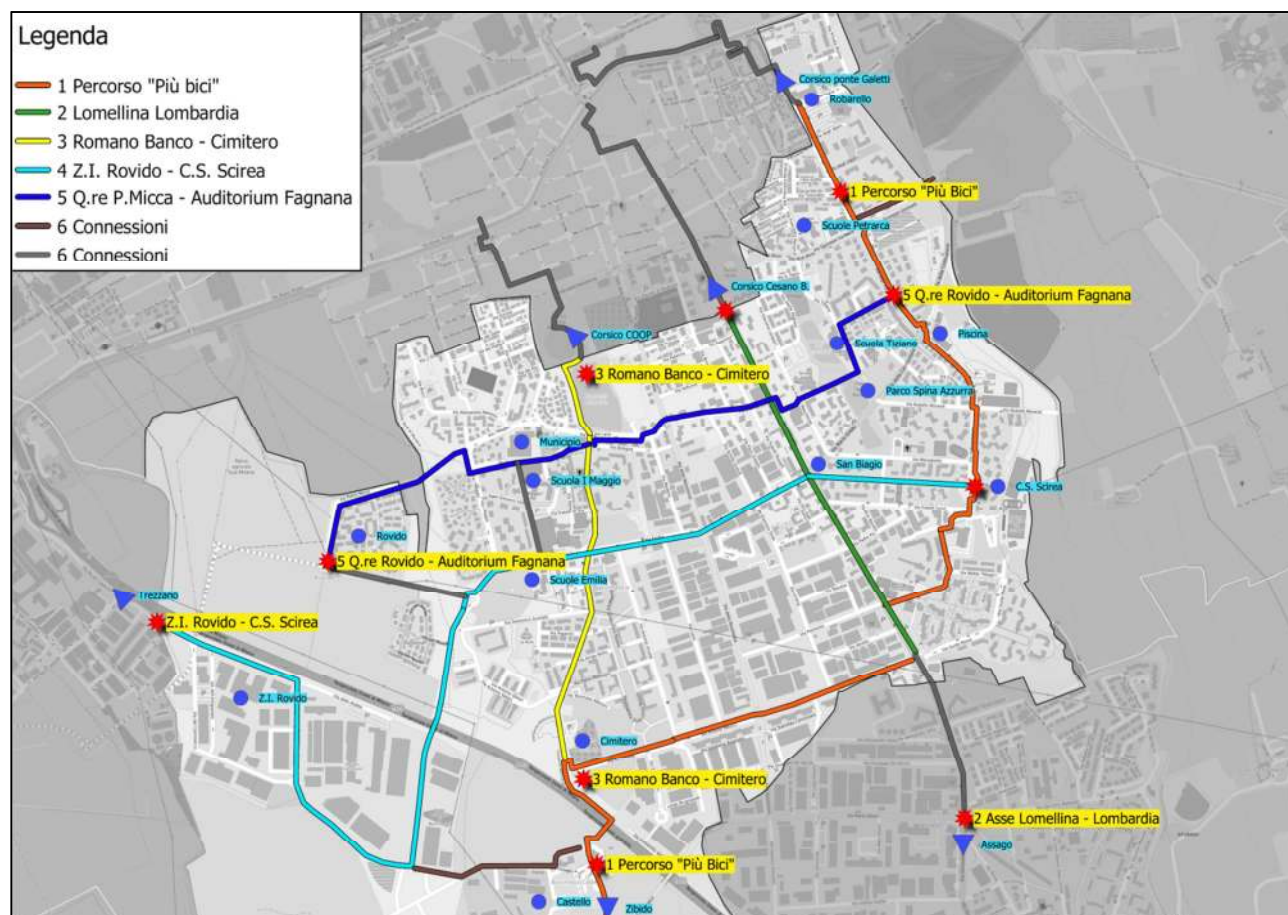 Legenda
1 Percorso "Più bici"
2 Lomellina Lombardia
3 Romano Banco - Cimitero
4 Z.I. Rovido - C.S. Scirea
5 Q.re P.Micca - Auditorium Fagnana
6 Connessioni
6 Connessioni
Corsico ponte Galetti
Robarello
1 Percorso "Più Bici"
Scuole Petrarca
Corsico Cesano B.
5 Q.re Rovido - Auditorium Fagnana
Corsico COOP
Piscina
Scuola Tiziano
3 Romano Banco - Cimitero
Parco Spina Azzurra
Municipio
San Biagio
Scuola I Maggio
C.S. Scirea
Rovido
5 Q.re Rovido - Auditorium Fagnana
Scuole Emilia
Trezzano
Z.I. Rovido - C.S. Scirea
Z.I. Rovido
Cimitero
3 Romano Banco - Cimitero
2 Asse Lomellina - Lombardia
Assago
1 Percorso "Più Bici"
Castello
Zibido